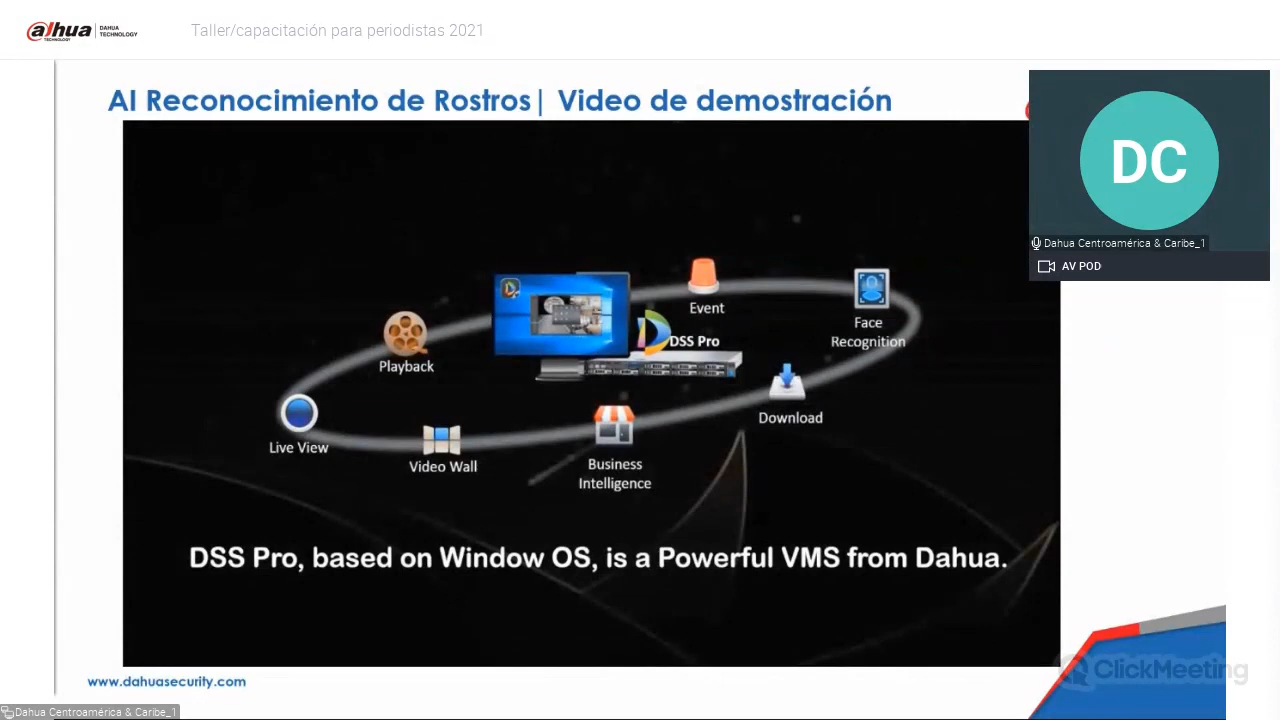 alhua
TECHNOLOGY
DAHUA
TECHNOLOGY
Taller/capacitación para periodistas 2021
AI Reconocimiento de Rostros| Video de demostración
DC
Dahua Centroamérica & Caribe_1
AV POD
Event
Face
Recognition
DSS Pro
Playback
Download
Live View
Video Wall
Business
Intelligence
DSS Pro, based on Window OS, is a Powerful VMS from Dahua.
www.dahuasecurity.com
ClickMeeting
Dahua Centroamérica & Caribe_1